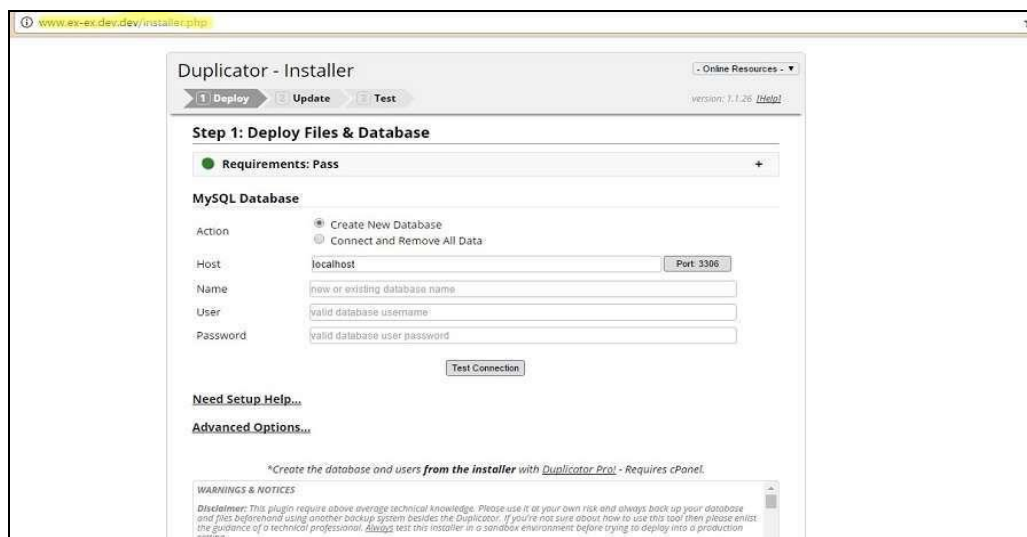 www.ex-ex.dev.dev/installer.php
Duplicator - Installer
- Online Resources - ▼
1 Deploy 2 Update 3 Test
version: 1.1.26 [Help]
Step 1: Deploy Files & Database
Requirements: Pass +
MySQL Database
Action
Create New Database
Connect and Remove All Data
Host localhost Port: 3306
Name new or existing database name
User valid database username
Password valid database user password
Test Connection
Need Setup Help...
Advanced Options...
*Create the database and users from the installer with Duplicator Pro! - Requires cPanel.
WARNINGS & NOTICES
Disclaimer: This plugin require above average technical knowledge. Please use it at your own risk and always back up your database
and files beforehand using another backup system besides the Duplicator. If you're not sure about how to use this tool then please enlist
the guidance of a technical professional. Always test this installer in a sandbox environment before trying to deploy into a production